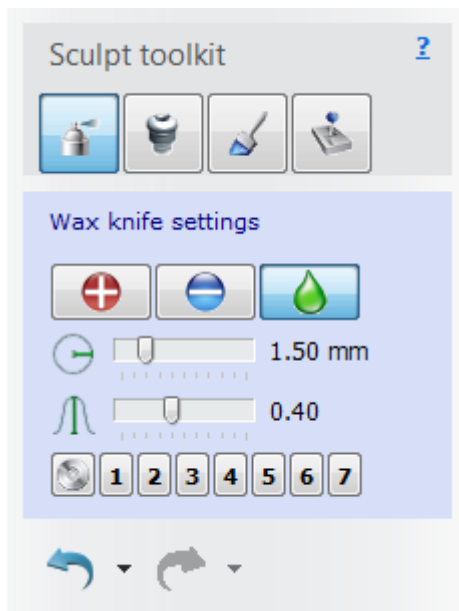 Sculpt toolkit ?
Wax knife settings
1.50 mm
0.40
1 2 3 4 5 6 7